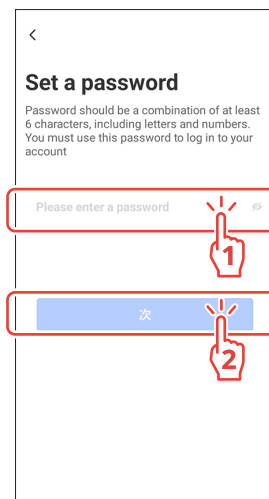 Set a password
Password should be a combination of at least
6 characters, including letters and numbers.
You must use this password to log in to your
account
Please enter a password
1
次
2